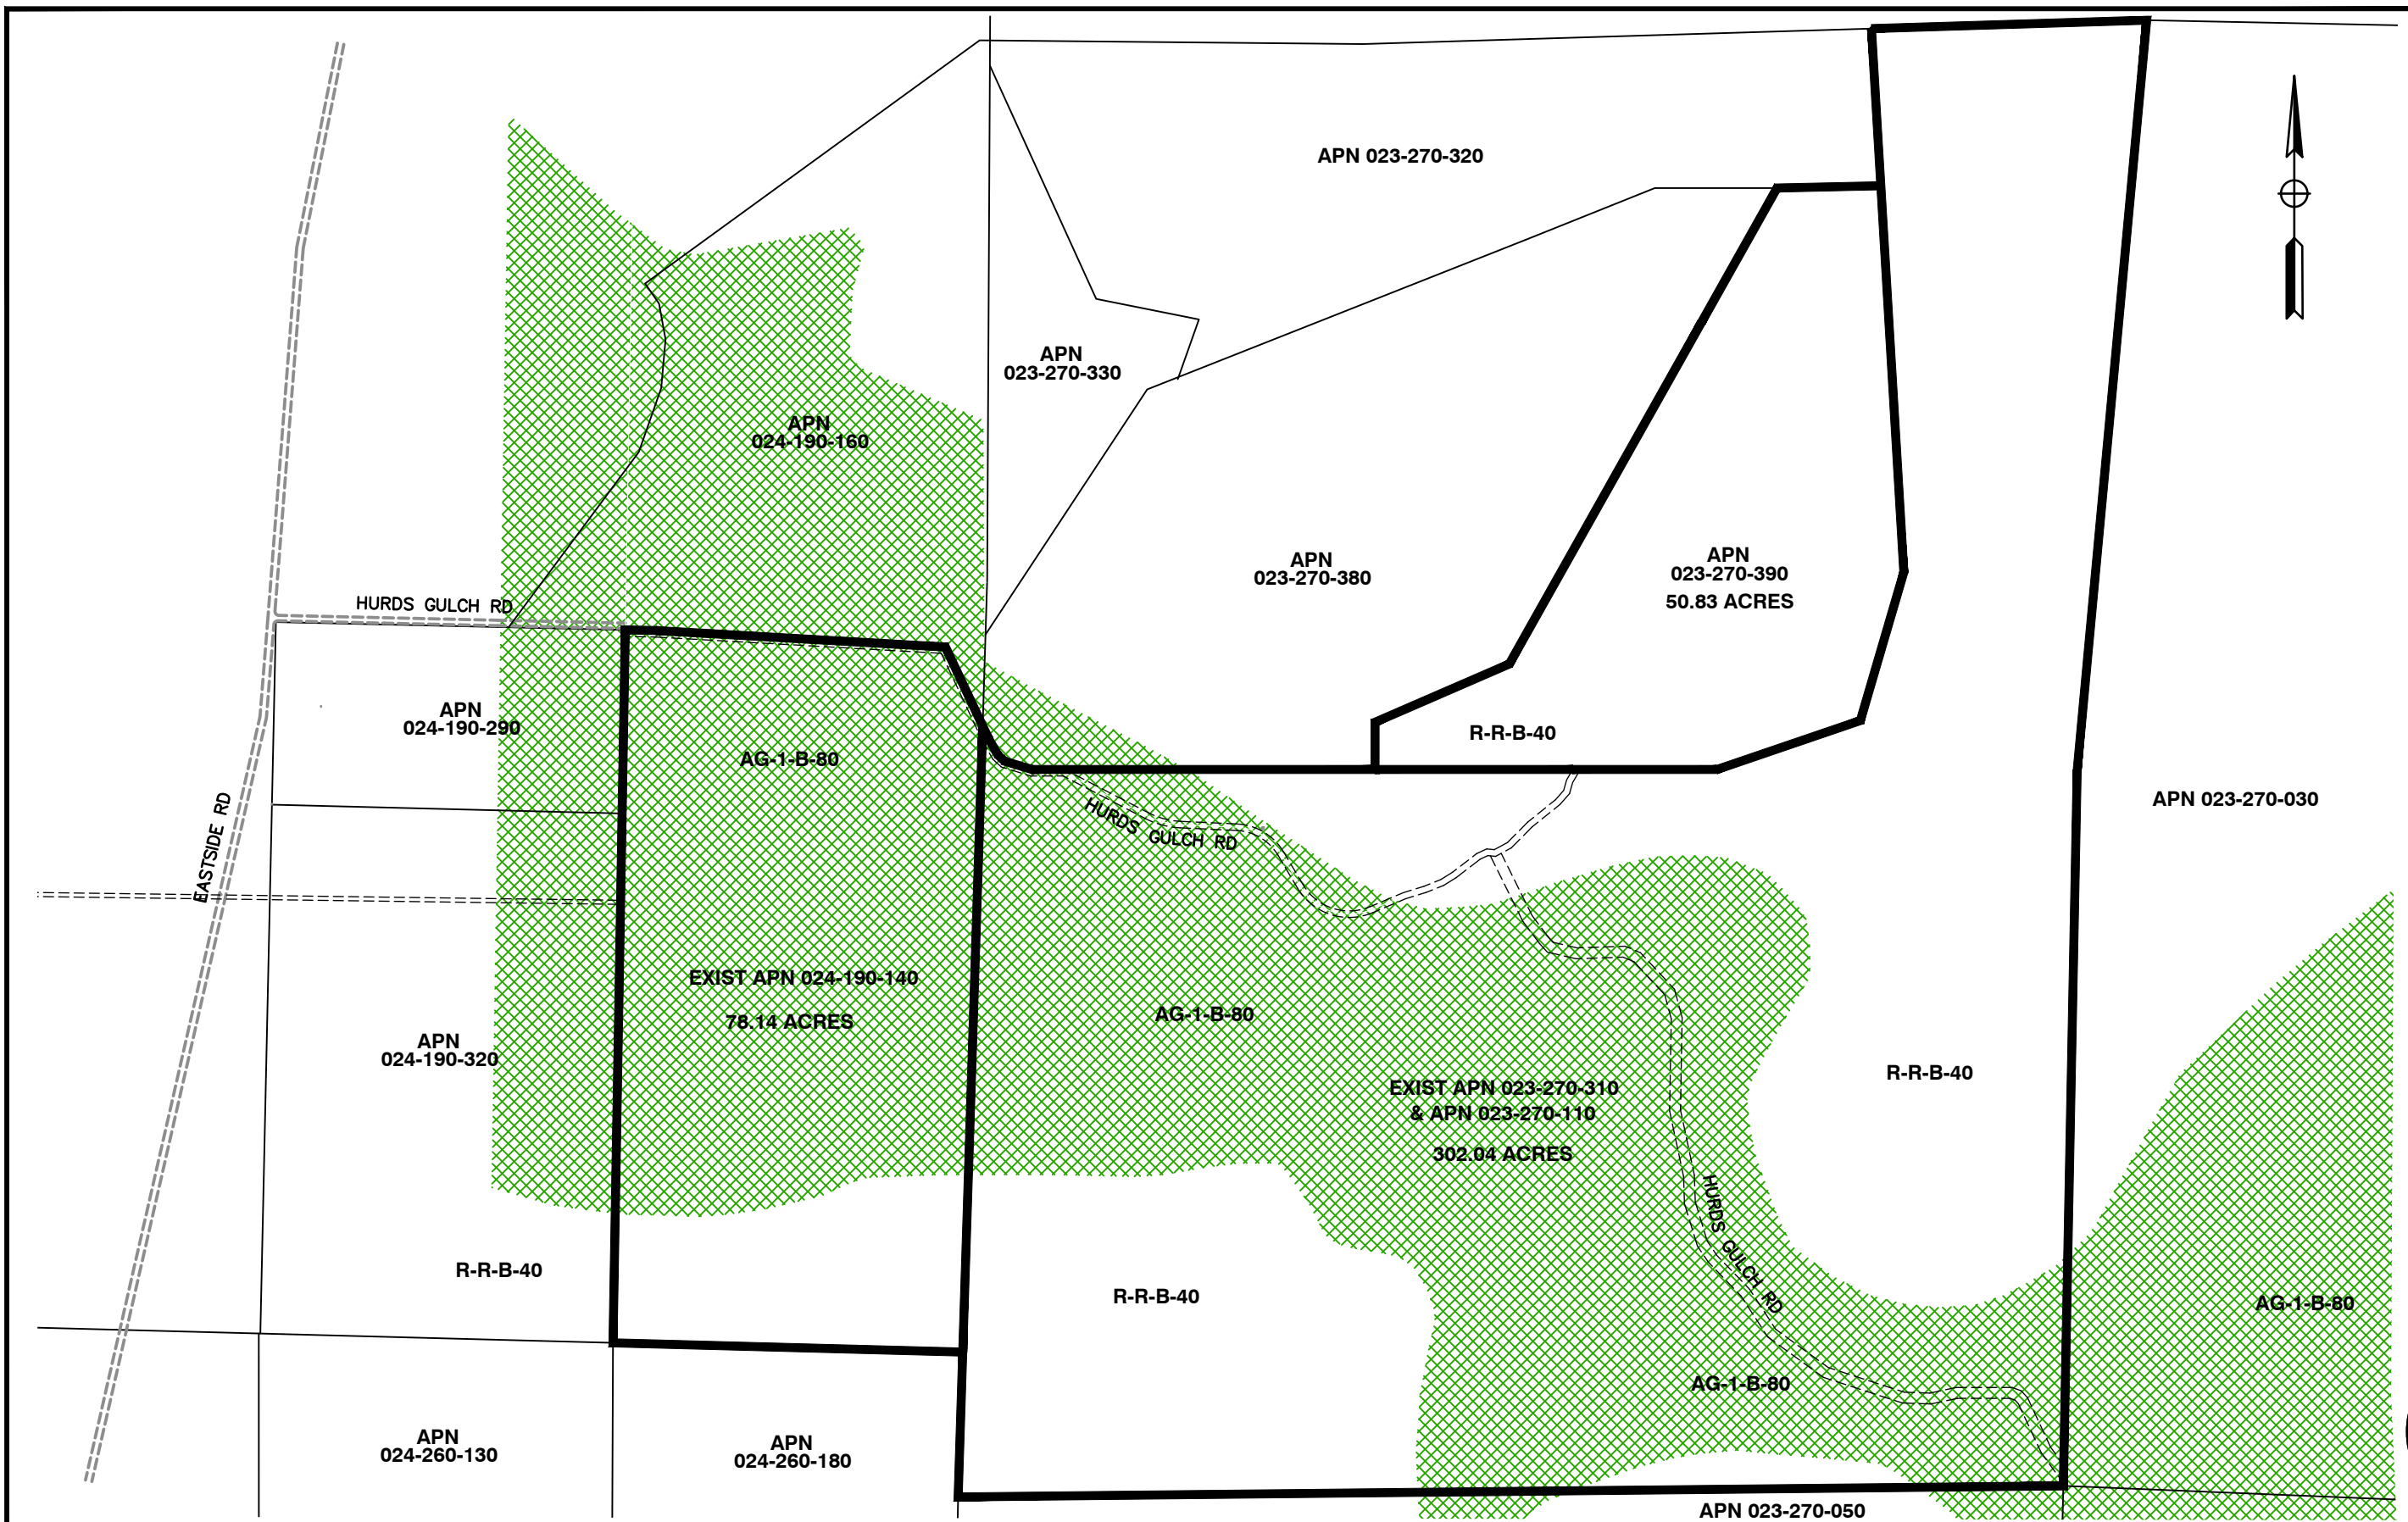 APN 023-270-320
APN
023-270-330
APN
024-190-160
APN
023-270-380
APN
023-270-390
50.83 ACRES
HURDS GULCH RD
APN
024-190-290
AG-1-B-80
R-R-B-40
APN 023-270-030
HURDS GULCH RD
EASTSIDE RD
EXIST APN 024-190-140
78.14 ACRES
AG-1-B-80
APN
024-190-320
EXIST APN 023-270-310
& APN 023-270-110
302.04 ACRES
R-R-B-40
HURDS GULCH RD
R-R-B-40
R-R-B-40
AG-1-B-80
AG-1-B-80
APN
024-260-130
APN
024-260-180
APN 023-270-050